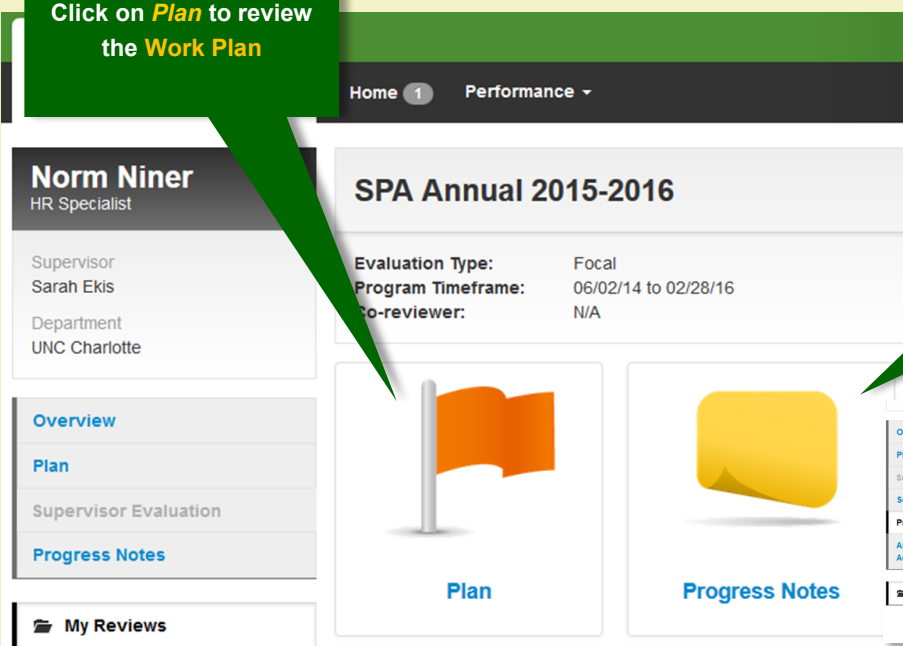 Click on Plan to review
the Work Plan
Home 1 Performance
Norm Niner
HR Specialist
Supervisor
Sarah Ekis
Department
UNC Charlotte
Overview
Plan
Supervisor Evaluation
Progress Notes
My Reviews
SPA Annual 2015-2016
Evaluation Type: Focal
Program Timeframe: 06/02/14 to 02/28/16
Co-reviewer: N/A
Plan
Progress Notes